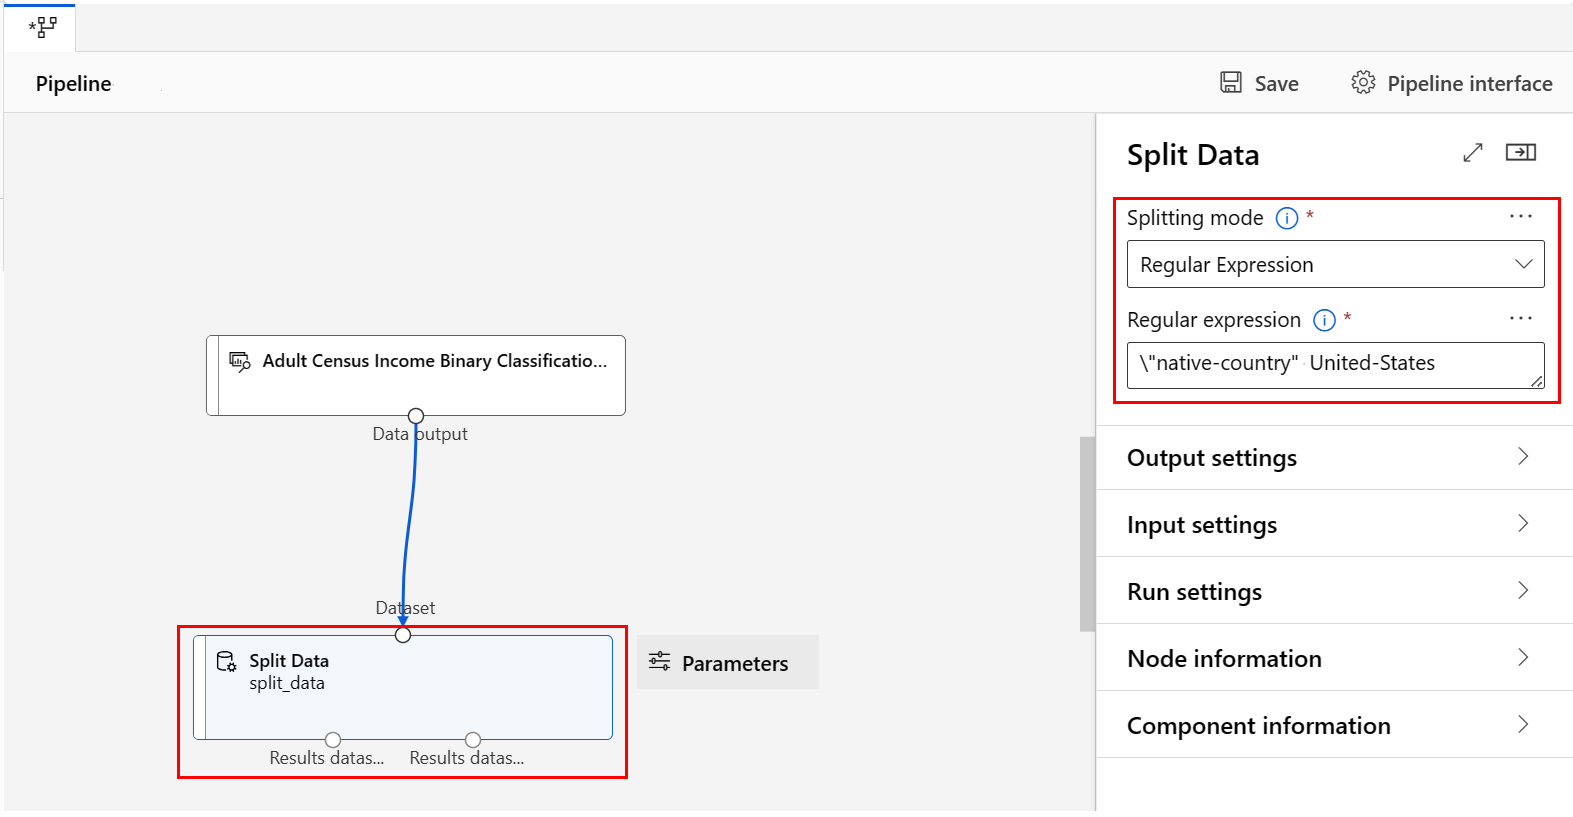 Pipeline
Save
Pipeline interface
Adult Census Income Binary Classificatio...
Data output
Dataset
Split Data
split_data
Results datas...
Results datas...
Parameters
Split Data
Splitting mode i *
Regular Expression
Regular expression i *
\"native-country" United-States
Output settings
Input settings
Run settings
Node information
Component information